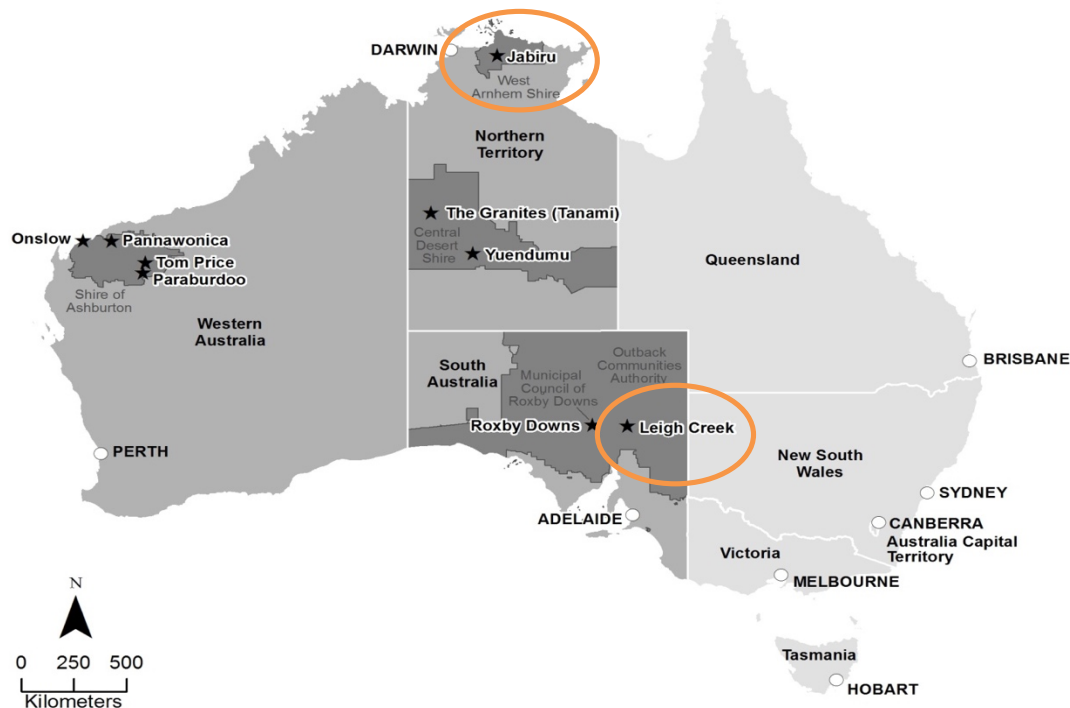 DARWIN
Jabiru
West
Arnhem Shire
Northern
Territory
The Granites (Tanami)
Central
Desert
Shire
Yuendumu
Onslow
Pannawonica
Tom Price
Paraburdoo
Shire of
Ashburton
Western
Australia
Queensland
South
Australia
Outback
Communities
Authority
Municipal
Council of
Roxby Downs
Roxby Downs
Leigh Creek
BRISBANE
PERTH
New South
Wales
SYDNEY
ADELAIDE
CANBERRA
Australia Capital
Territory
Victoria
MELBOURNE
Tasmania
HOBART
N
0 250 500
Kilometers